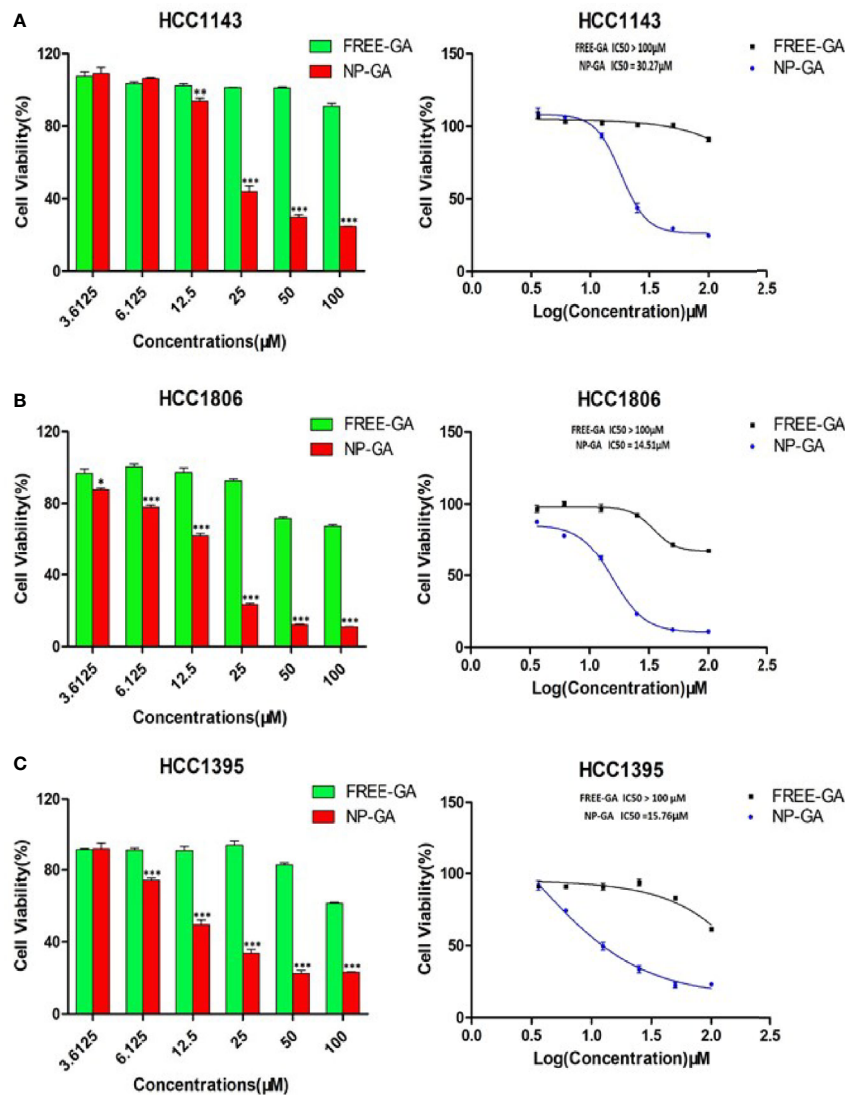 A
HCC1143
FREE-GA
NP-GA
Cell Viability(%)
120
80
40
0
**
***
***
***
3.6125
6.125
12.5
25
50
100
Concentrations(µM)
HCC1143
FREE-GA IC50 > 100µM
NP-GA IC50 = 30.27µM
FREE-GA
NP-GA
Cell Viability(%)
150
100
50
0
0.0
0.5
1.0
1.5
2.0
2.5
Log(Concentration)µM
B
HCC1806
FREE-GA
NP-GA
Cell Viability(%)
120
80
40
0
*
***
***
***
***
***
3.6125
6.125
12.5
25
50
100
Concentrations(µM)
HCC1806
FREE-GA IC50 > 100µM
NP-GA IC50 = 14.51µM
FREE-GA
NP-GA
Cell Viability(%)
150
100
50
0
0.0
0.5
1.0
1.5
2.0
2.5
Log(Concentration)µM
C
HCC1395
FREE-GA
NP-GA
Cell Viability(%)
120
80
40
0
***
***
***
***
***
3.6125
6.125
12.5
25
50
100
Concentrations(µM)
HCC1395
FREE-GA IC50 > 100 µM
NP-GA IC50 =15.76µM
FREE-GA
NP-GA
Cell Viability(%)
150
100
50
0
0.0
0.5
1.0
1.5
2.0
2.5
Log(Concentration)µM